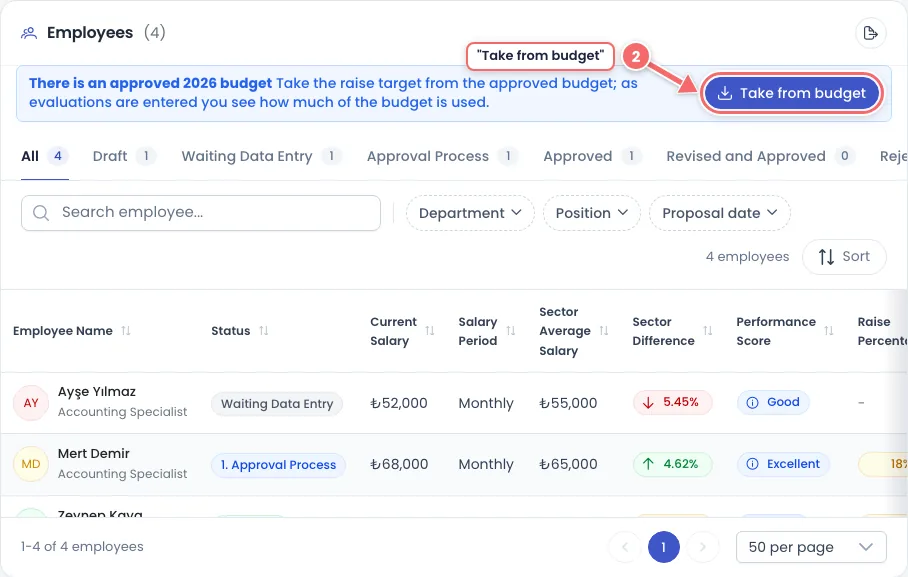 Employees (4)
"Take from budget"
2
There is an approved 2026 budget Take the raise target from the approved budget; as
evaluations are entered you see how much of the budget is used.
Take from budget
All 4 Draft 1 Waiting Data Entry 1 Approval Process 1 Approved 1 Revised and Approved 0 Reje
Search employee...
Department Position Proposal date
4 employees Sort
Employee Name Status Current Salary Salary Period Sector Average Salary Sector Difference Performance Score Raise Percent
AY Ayşe Yılmaz Waiting Data Entry ₺52,000 Monthly ₺55,000 5.45% Good -
Accounting Specialist
MD Mert Demir 1. Approval Process ₺68,000 Monthly ₺65,000 4.62% Excellent 18%
Accounting Specialist
Zeynep Kaya
1-4 of 4 employees
1
50 per page